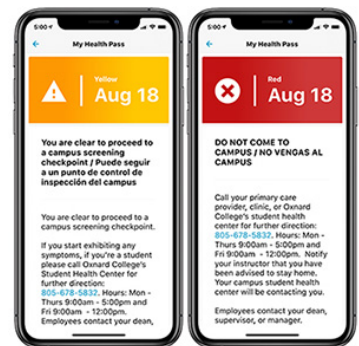 5:00
My Health Pass
Yellow
Aug 18
You are clear to proceed to
a campus screening
checkpoint / Puede seguir
a un punto de control de
inspección del campus
You are clear to proceed to a
campus screening checkpoint.
If you start exhibiting any
symptoms, if you're a student
please call Oxnard College's
Student Health Center for
further direction:
805-678-5832. Hours: Mon -
Thurs 9:00am - 5:00pm and
Fri 9:00am - 12:00pm.
Employees contact your dean,
5:00
My Health Pass
Red
Aug 18
DO NOT COME TO
CAMPUS / NO VENGAS AL
CAMPUS
Call your primary care
provider, clinic, or Oxnard
College's student health
center for further direction:
805-678-5832. Hours: Mon -
Thurs 9:00am - 5:00pm and
Fri 9:00am - 12:00pm. Notify
your instructor that you have
been advised to stay home.
Your campus student health
center will be contacting you.
Employees contact your dean,
supervisor, or manager.